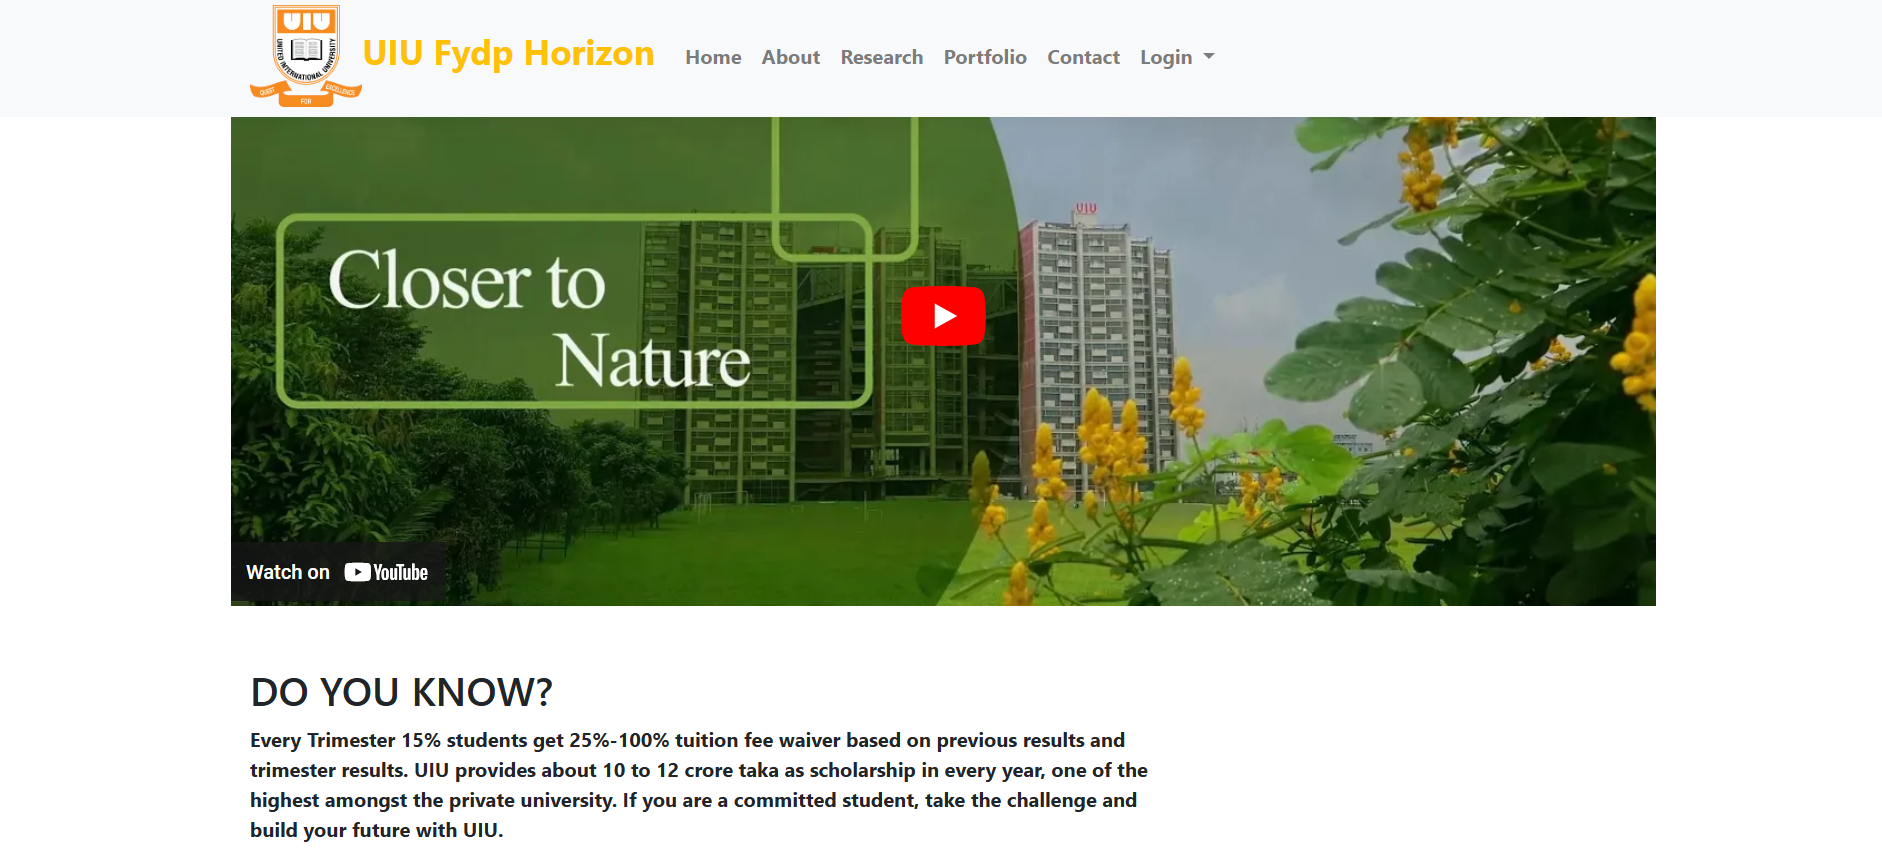 UIU
UNITED INTERNATIONAL UNIVERSITY
QUEST
FOR
EXCELLENCE
UIU Fydp Horizon
Home About Research Portfolio Contact Login
UIU
Closer to
Nature
Watch on YouTube
DO YOU KNOW?
Every Trimester 15% students get 25%-100% tuition fee waiver based on previous results and
trimester results. UIU provides about 10 to 12 crore taka as scholarship in every year, one of the
highest amongst the private university. If you are a committed student, take the challenge and
build your future with UIU.